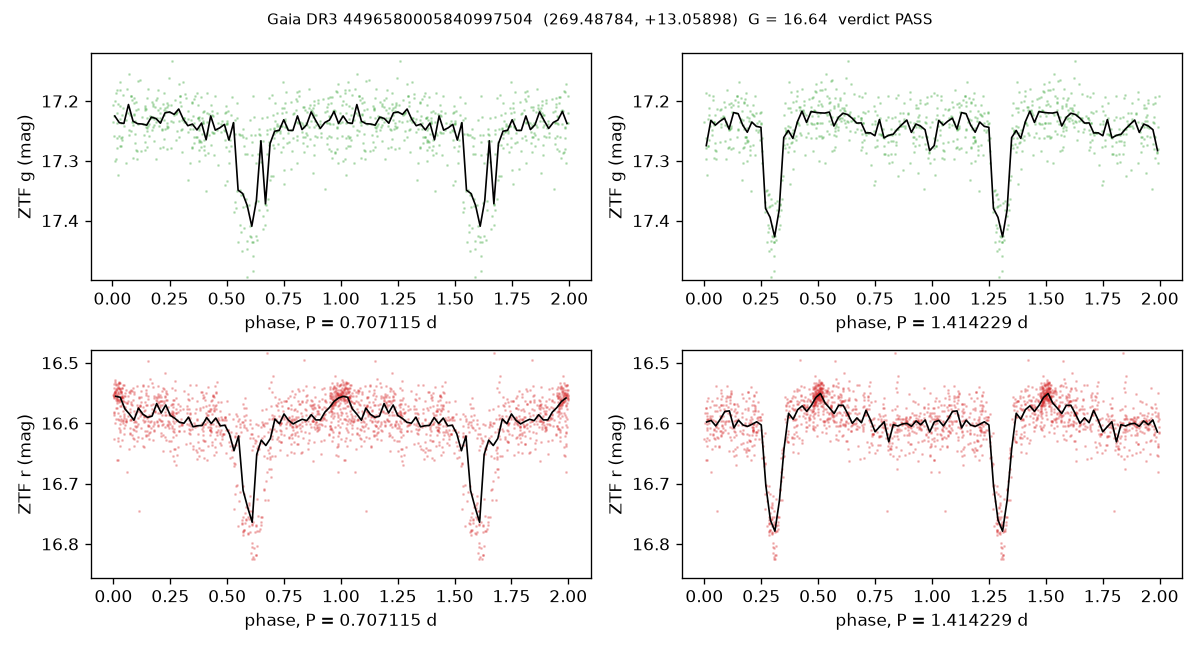 Gaia DR3 4496580005840997504 (269.48784, +13.05898) G = 16.64 verdict PASS
ZTF g (mag)
17.2
17.3
17.4
0.00 0.25 0.50 0.75 1.00 1.25 1.50 1.75 2.00
phase, P = 0.707115 d
ZTF g (mag)
17.2
17.3
17.4
0.00 0.25 0.50 0.75 1.00 1.25 1.50 1.75 2.00
phase, P = 1.414229 d
ZTF r (mag)
16.5
16.6
16.7
16.8
0.00 0.25 0.50 0.75 1.00 1.25 1.50 1.75 2.00
phase, P = 0.707115 d
ZTF r (mag)
16.5
16.6
16.7
16.8
0.00 0.25 0.50 0.75 1.00 1.25 1.50 1.75 2.00
phase, P = 1.414229 d